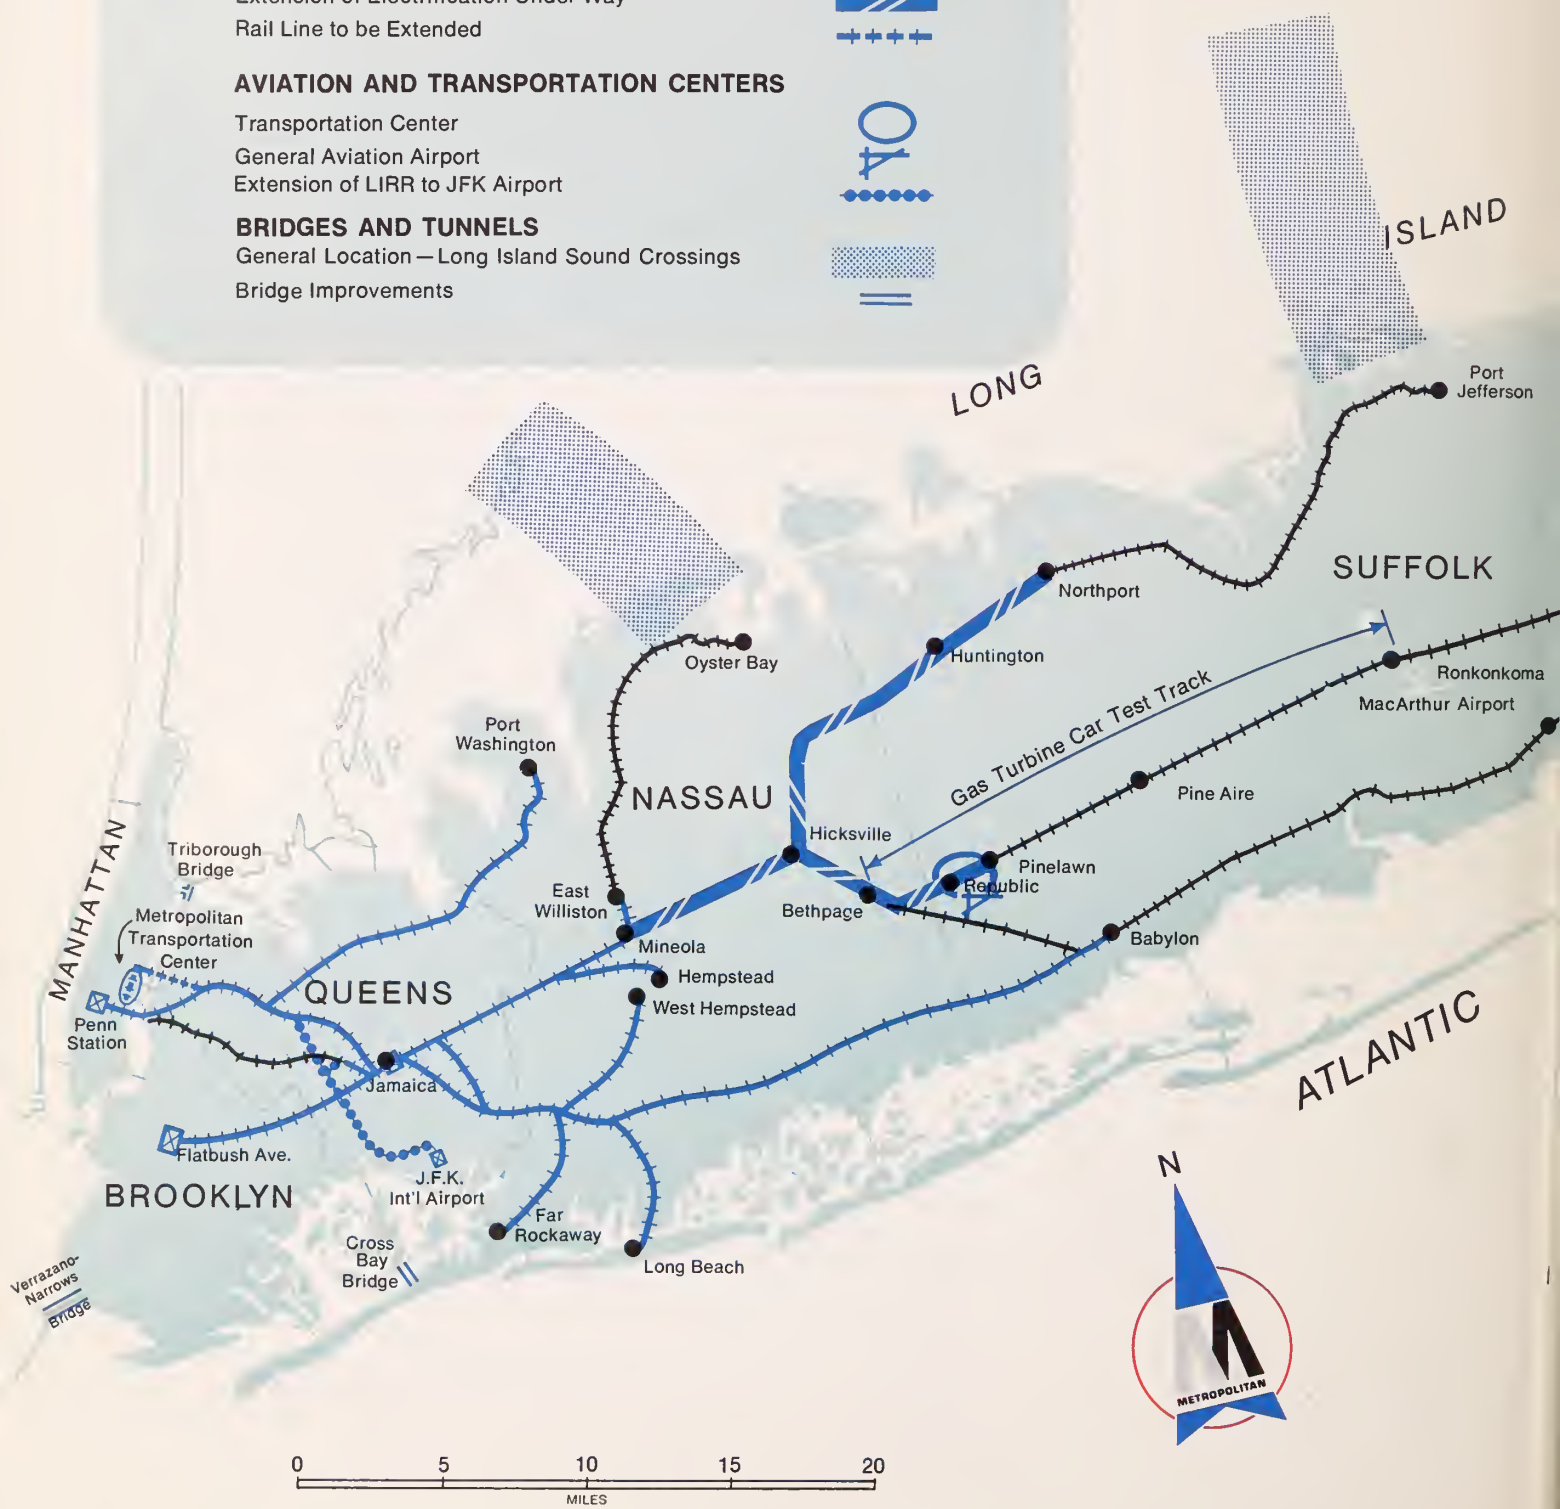 Extension of Electrification Under Way
Rail Line to be Extended
AVIATION AND TRANSPORTATION CENTERS
Transportation Center
General Aviation Airport
Extension of LIRR to JFK Airport
BRIDGES AND TUNNELS
General Location—Long Island Sound Crossings
Bridge Improvements
ISLAND
LONG
Port
Jefferson
SUFFOLK
Northport
Huntington
Oyster Bay
Ronkonkoma
MacArthur Airport
Gas Turbine Car Test Track
Port
Washington
NASSAU
Pine Aire
Hicksville
MANHATTAN
Triborough
Bridge
Pinelawn
Republic
East
Williston
Bethpage
Metropolitan
Transportation
Center
Mineola
Babylon
Hempstead
QUEENS
West Hempstead
Penn
Station
ATLANTIC
Jamaica
Flatbush Ave.
J.F.K.
Int'l Airport
BROOKLYN
Far
Rockaway
Cross
Bay
Bridge
Long Beach
Verrazano-
Narrows
Bridge
N
M
METROPOLITAN
0 5 10 15 20
MILES